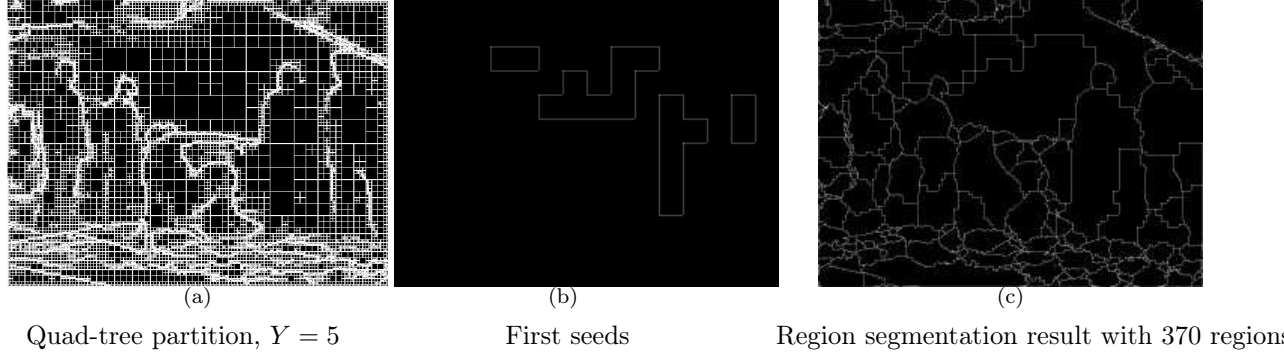 (a)
(b)
(c)
Quad-tree partition, Y = 5
First seeds
Region segmentation result with 370 regions